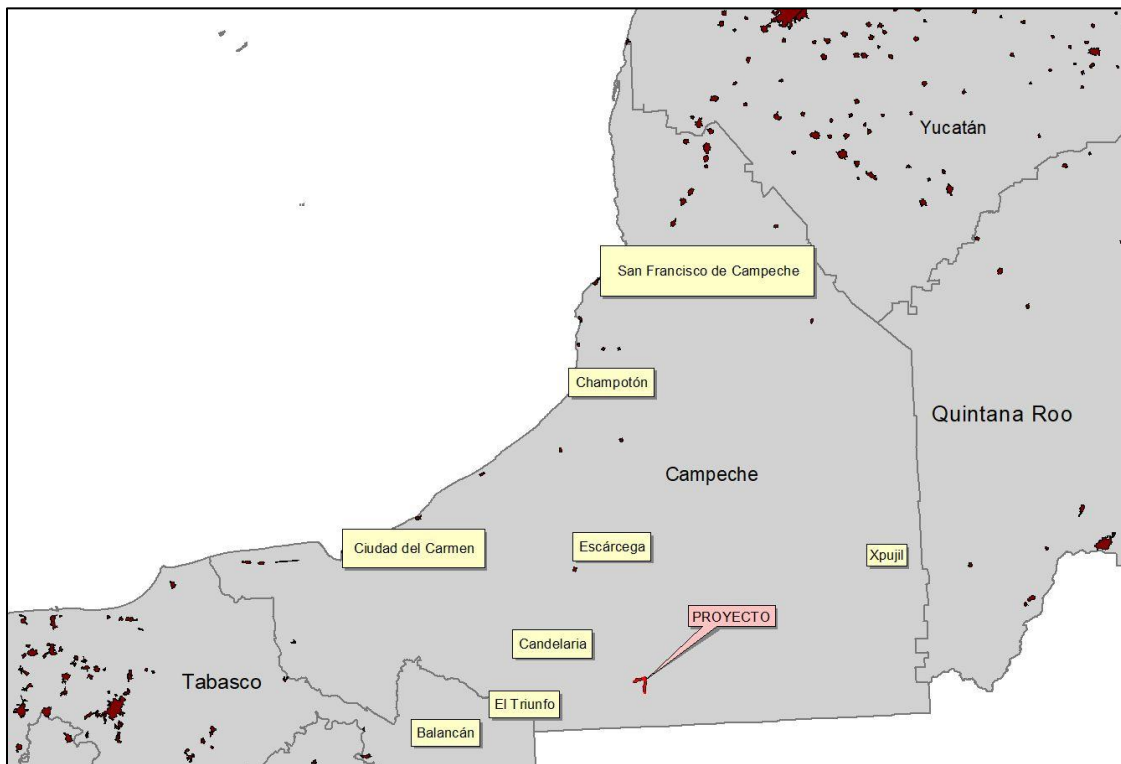 Yucatán
San Francisco de Campeche
Champotón
Quintana Roo
Campeche
Ciudad del Carmen
Escárcega
Xpujil
PROYECTO
Candelaria
Tabasco
El Triunfo
Balancán